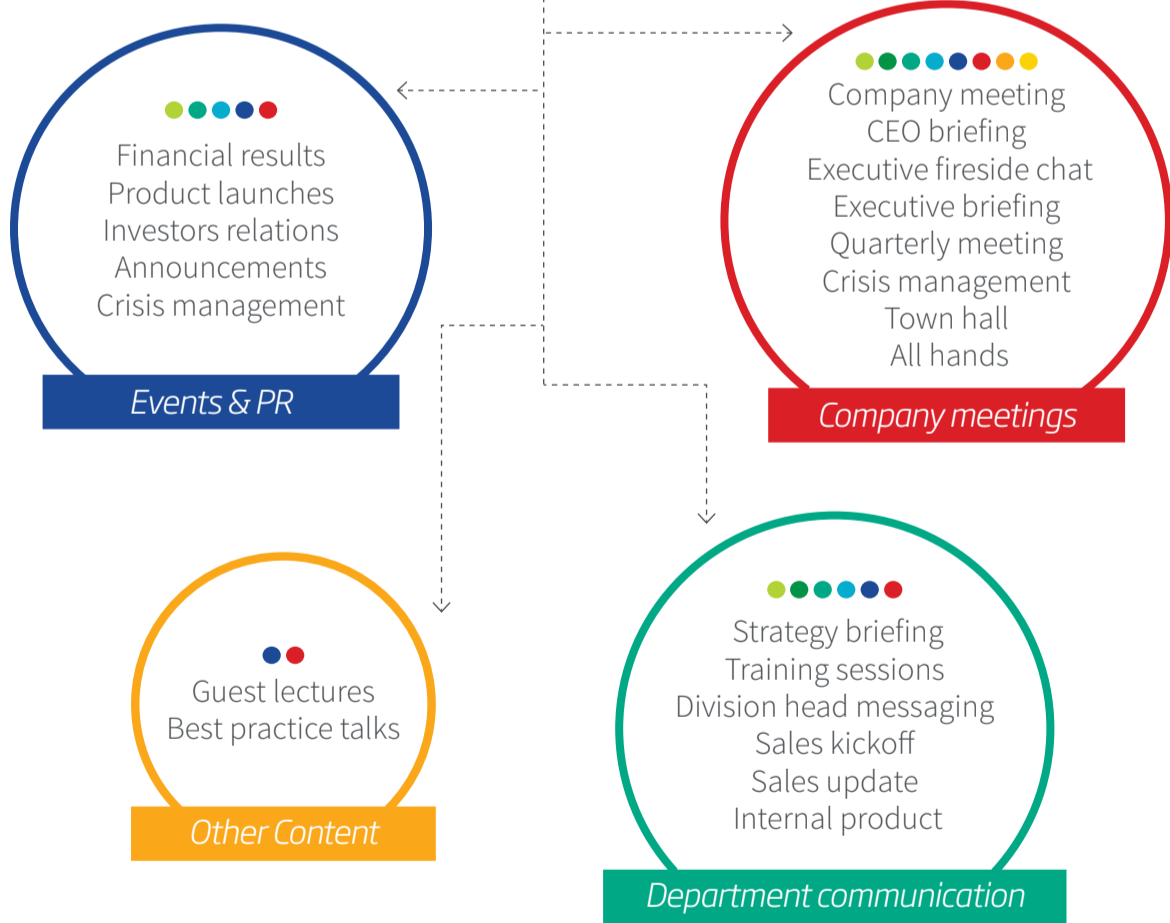 Financial results
Product launches
Investors relations
Announcements
Crisis management
Events & PR
Company meeting
CEO briefing
Executive fireside chat
Executive briefing
Quarterly meeting
Crisis management
Town hall
All hands
Company meetings
Guest lectures
Best practice talks
Other Content
Strategy briefing
Training sessions
Division head messaging
Sales kickoff
Sales update
Internal product
Department communication